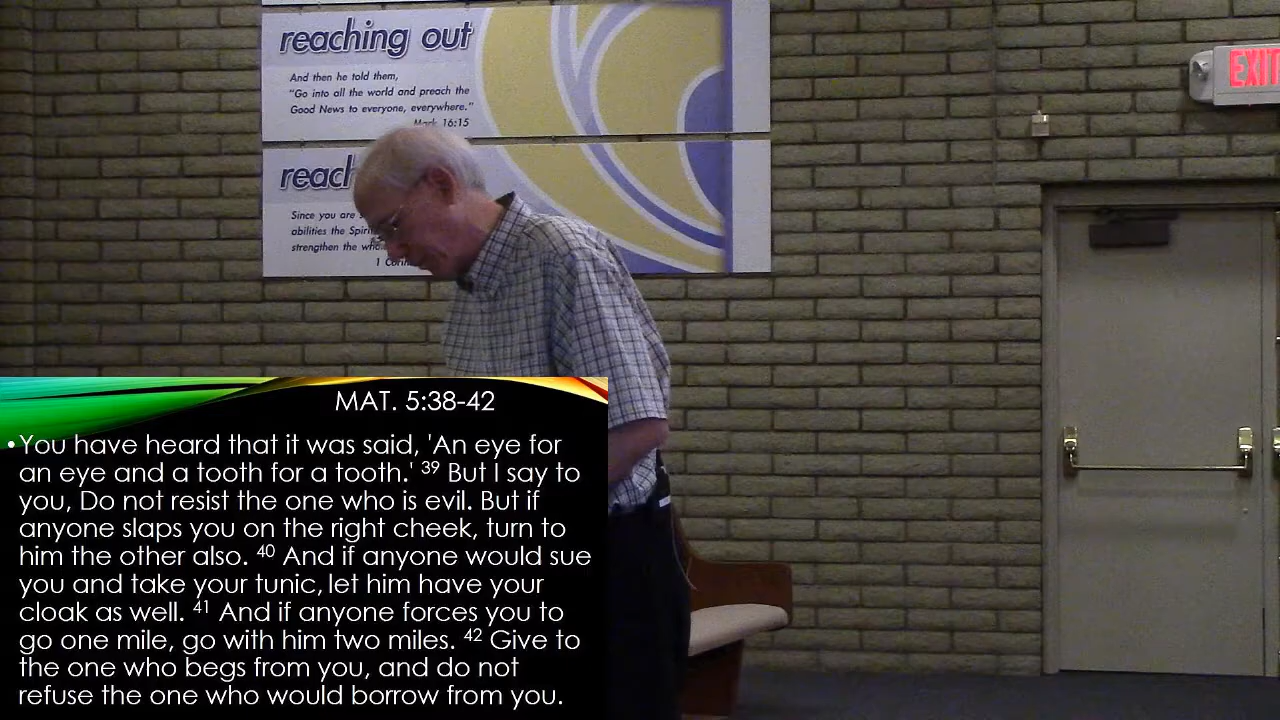 reaching out
And then he told them,
"Go into all the world and preach the
Good News to everyone, everywhere."
Mark 16:15
EXIT
Since you are
abilities the
strengthen the
1
MAT. 5:38-42
•You have heard that it was said, 'An eye for
an eye and a tooth for a tooth.' 39 But I say to
you, Do not resist the one who is evil. But if
anyone slaps you on the right cheek, turn to
him the other also. 40 And if anyone would sue
you and take your tunic, let him have your
cloak as well. 41 And if anyone forces you to
go one mile, go with him two miles. 42 Give to
the one who begs from you, and do not
refuse the one who would borrow from you.